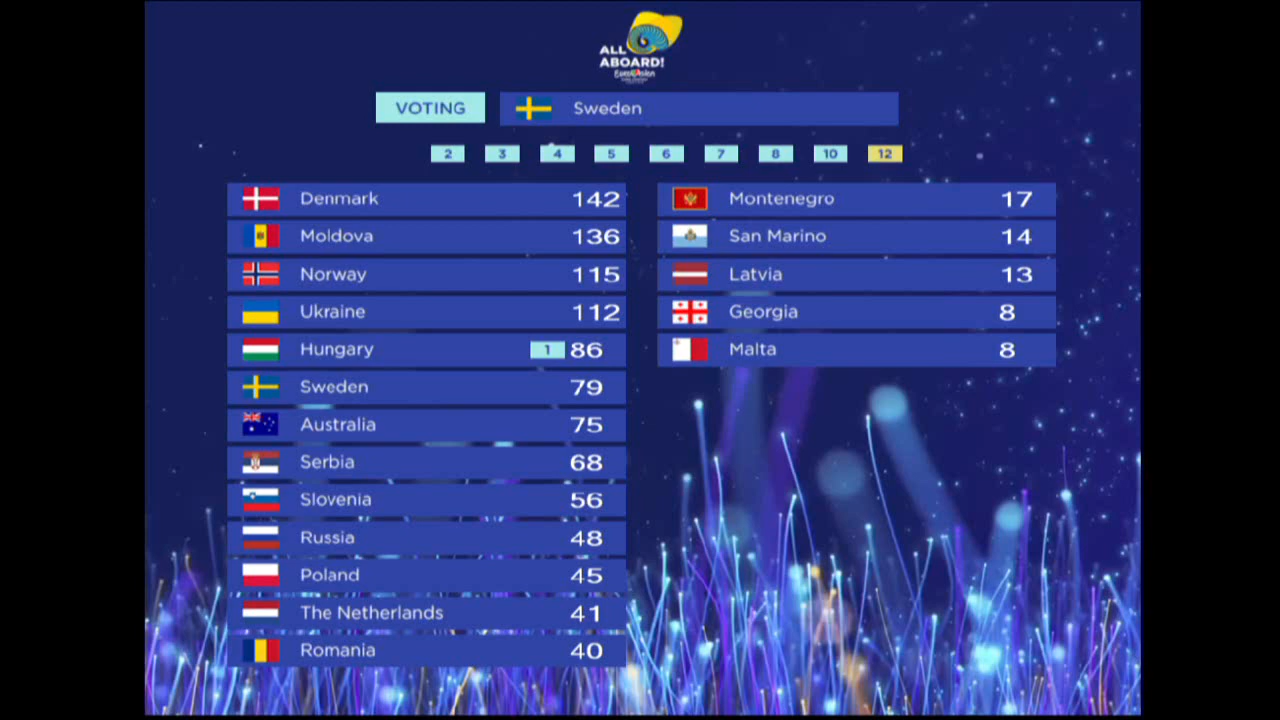 ALL
ABOARD!
EUROVISION
VOTING Sweden
2 3 4 5 6 7 8 10 12
Denmark 142
Moldova 136
Norway 115
Ukraine 112
Hungary 1 86
Sweden 79
Australia 75
Serbia 68
Slovenia 56
Russia 48
Poland 45
The Netherlands 41
Romania 40
Montenegro 17
San Marino 14
Latvia 13
Georgia 8
Malta 8